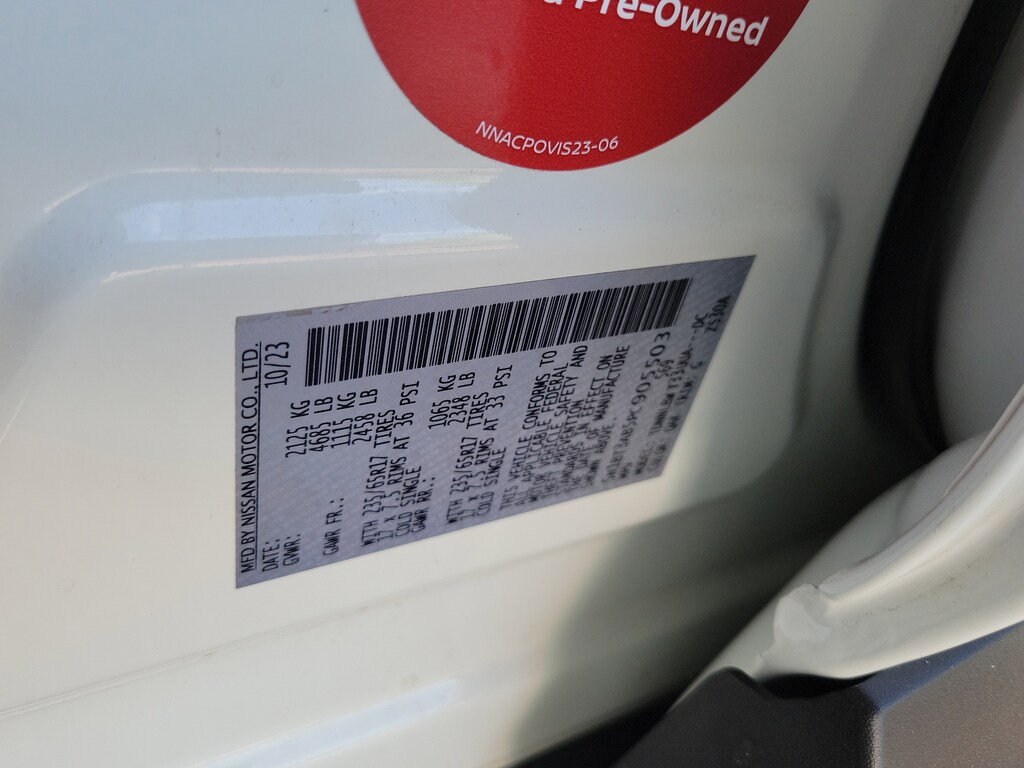 Pre-Owned
NNACPOVIS23-06
MFD BY NISSAN MOTOR CO., LTD.
DATE: 10/23
GVWR: 2125 KG
4685 LB
GAWR FR.: 1115 KG
2458 LB
WITH 235/65R17 TIRES
17 x 7.5 RIMS AT 36 PSI
COLD SINGLE
GAWR RR.: 1065 KG
2348 LB
WITH 235/65R17 TIRES
17 x 7.5 RIMS AT 33 PSI
COLD SINGLE
THIS VEHICLE CONFORMS TO
ALL APPLICABLE FEDERAL
MOTOR VEHICLE SAFETY AND
THEFT PREVENTION
STANDARDS IN EFFECT ON
THE DATE OF MANUFACTURE
SHOWN ABOVE.
MPV